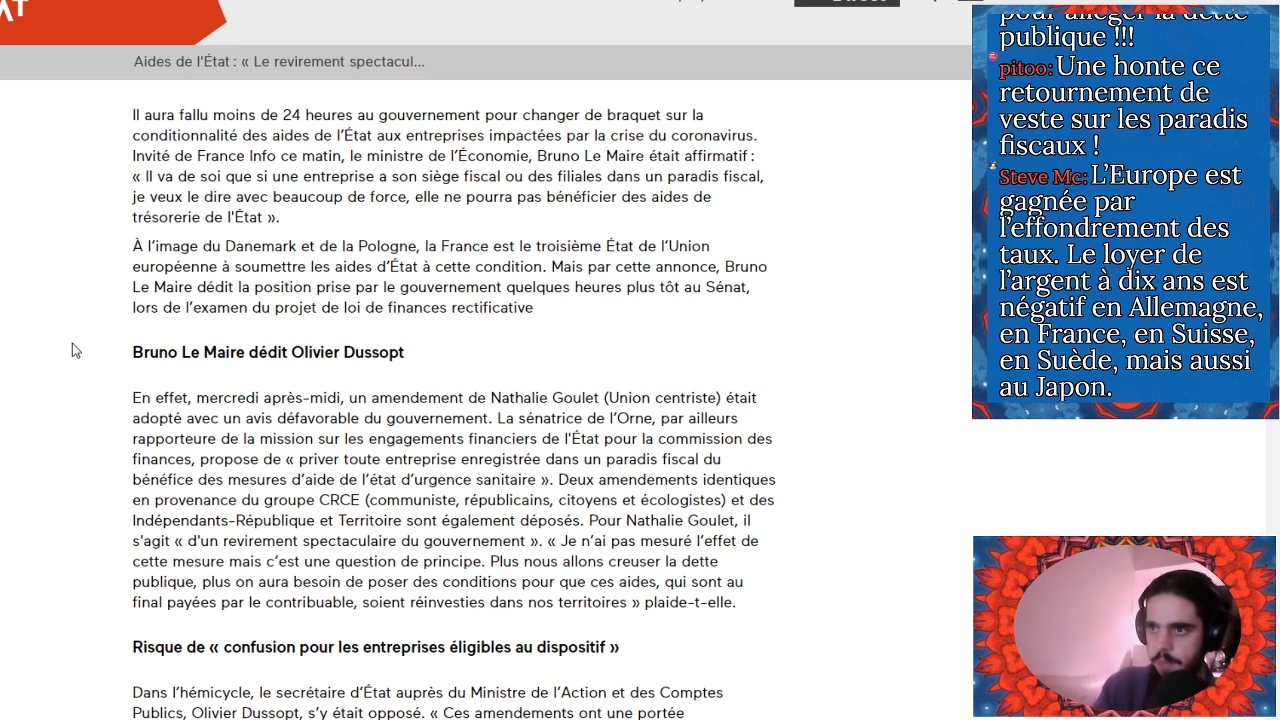 AT
Aides de l'État : « Le revirement spectacul...
Il aura fallu moins de 24 heures au gouvernement pour changer de braquet sur la
conditionnalité des aides de l’État aux entreprises impactées par la crise du coronavirus.
Invité de France Info ce matin, le ministre de l’Économie, Bruno Le Maire était affirmatif :
« Il va de soi que si une entreprise a son siège fiscal ou des filiales dans un paradis fiscal,
je veux le dire avec beaucoup de force, elle ne pourra pas bénéficier des aides de
trésorerie de l'État ».
À l’image du Danemark et de la Pologne, la France est le troisième État de l’Union
européenne à soumettre les aides d’État à cette condition. Mais par cette annonce, Bruno
Le Maire dédit la position prise par le gouvernement quelques heures plus tôt au Sénat,
lors de l’examen du projet de loi de finances rectificative
Bruno Le Maire dédit Olivier Dussopt
En effet, mercredi après-midi, un amendement de Nathalie Goulet (Union centriste) était
adopté avec un avis défavorable du gouvernement. La sénatrice de l’Orne, par ailleurs
rapporteure de la mission sur les engagements financiers de l'État pour la commission des
finances, propose de « priver toute entreprise enregistrée dans un paradis fiscal du
bénéfice des mesures d’aide de l’état d’urgence sanitaire ». Deux amendements identiques
en provenance du groupe CRCE (communiste, républicains, citoyens et écologistes) et des
Indépendants-République et Territoire sont également déposés. Pour Nathalie Goulet, il
s'agit « d'un revirement spectaculaire du gouvernement ». « Je n’ai pas mesuré l’effet de
cette mesure mais c’est une question de principe. Plus nous allons creuser la dette
publique, plus on aura besoin de poser des conditions pour que ces aides, qui sont au
final payées par le contribuable, soient réinvesties dans nos territoires » plaide-t-elle.
Risque de « confusion pour les entreprises éligibles au dispositif »
Dans l’hémicycle, le secrétaire d’État auprès du Ministre de l’Action et des Comptes
Publics, Olivier Dussopt, s’y était opposé. « Ces amendements ont une portée
pour alléger la dette
publique !!!
pitoo: Une honte ce
retournement de
veste sur les paradis
fiscaux !
Steve Mc: L’Europe est
gagnée par
l’effondrement des
taux. Le loyer de
l’argent à dix ans est
négatif en Allemagne,
en France, en Suisse,
en Suède, mais aussi
au Japon.